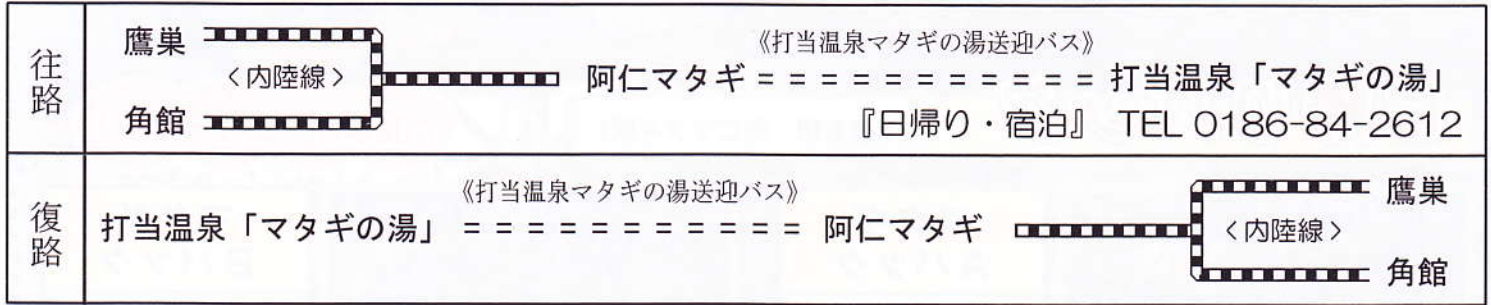 往路
鷹巣
＜内陸線＞
角館
阿仁マタギ
《打当温泉マタギの湯送迎バス》
= = = = = = = = = = =
打当温泉「マタギの湯」
『日帰り・宿泊』 TEL 0186-84-2612
復路
打当温泉「マタギの湯」
《打当温泉マタギの湯送迎バス》
= = = = = = = = = = =
阿仁マタギ
鷹巣
＜内陸線＞
角館